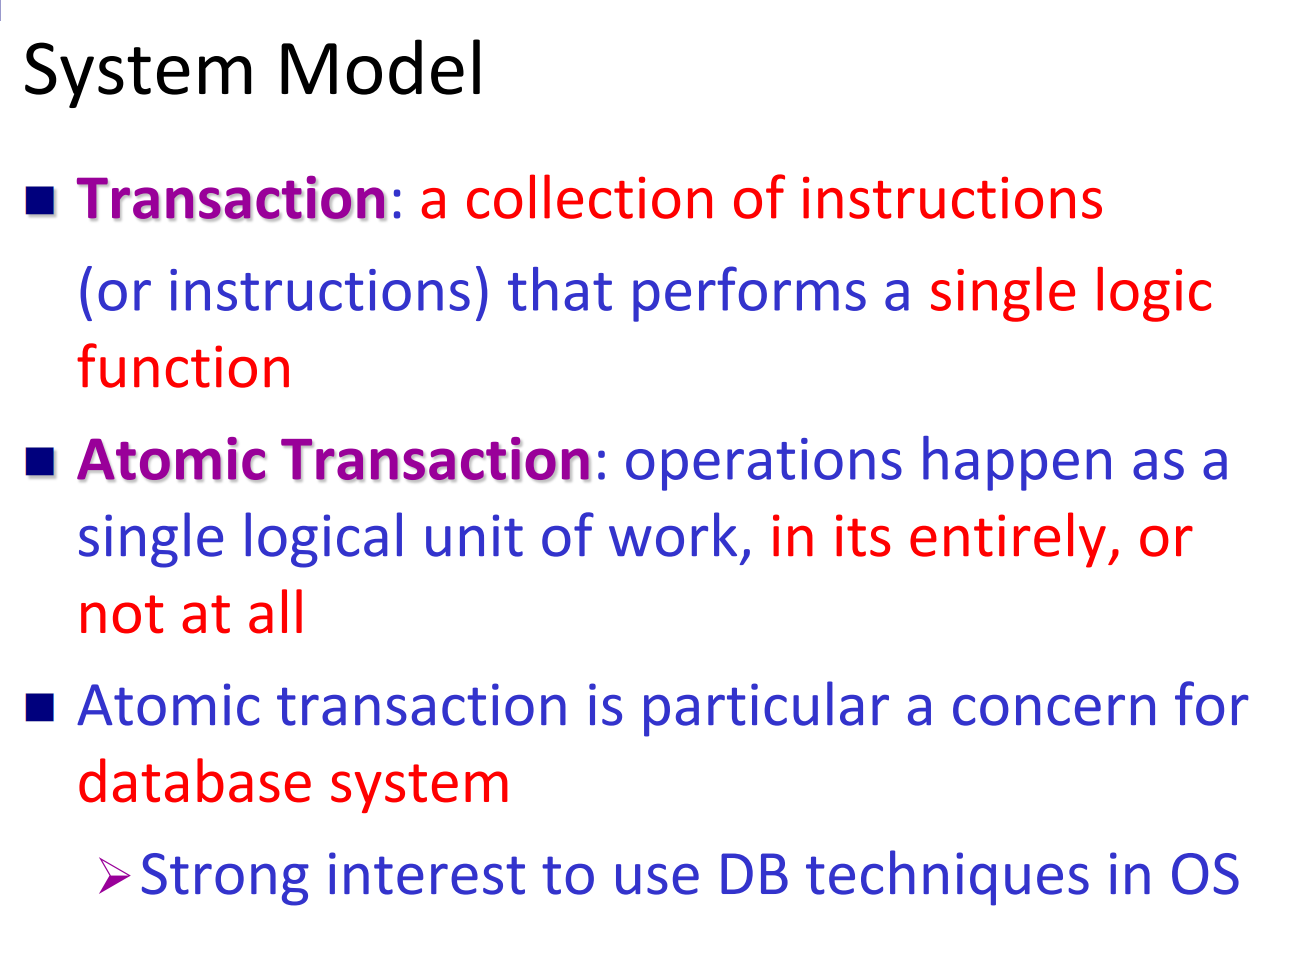 System Model
Transaction: a collection of instructions
(or instructions) that performs a single logic
function
Atomic Transaction: operations happen as a
single logical unit of work, in its entirely, or
not at all
Atomic transaction is particular a concern for
database system
Strong interest to use DB techniques in OS